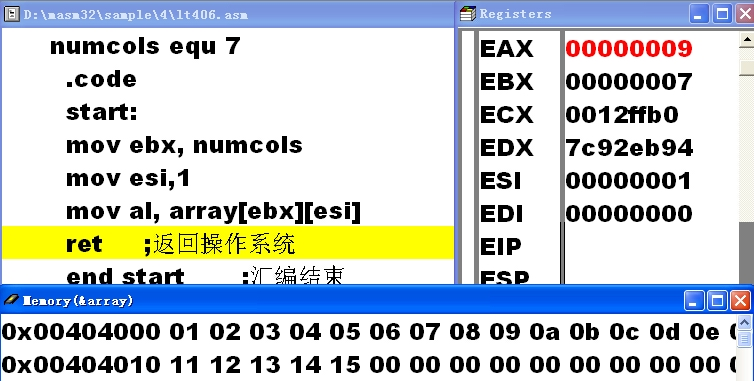 D:\masm32\sample\4\lt406.asm
numcols equ 7
.code
start:
mov ebx, numcols
mov esi,1
mov al, array[ebx][esi]
ret ;返回操作系统
end start ;汇编结束
Registers
EAX 00000009
EBX 00000007
ECX 0012ffb0
EDX 7c92eb94
ESI 00000001
EDI 00000000
EIP
ESP
Memory(&array)
0x00404000 01 02 03 04 05 06 07 08 09 0a 0b 0c 0d 0e
0x00404010 11 12 13 14 15 00 00 00 00 00 00 00 00 00